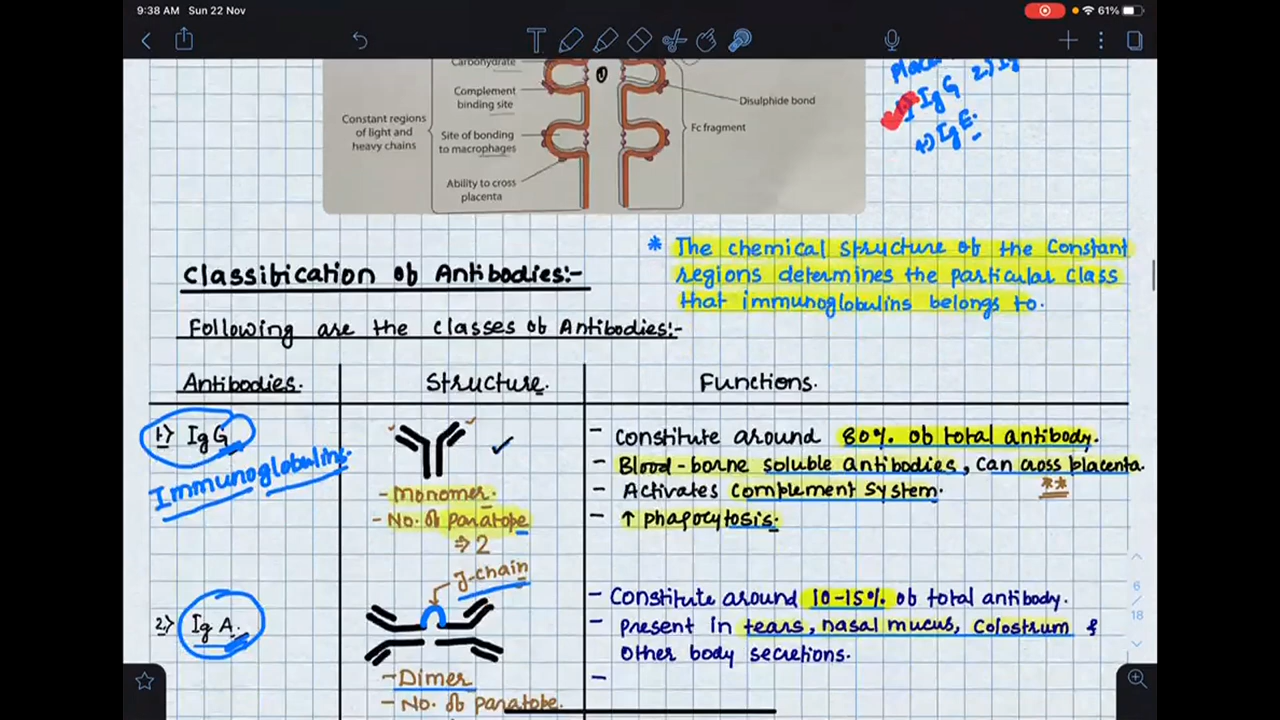 9:38 AM Sun 22 Nov
61%
Carbohydrate
Complement
binding site
Constant regions
of light and
heavy chains
Site of bonding
to macrophages
Ability to cross
placenta
Disulphide bond
Fc fragment
IgG 2.) Ig
4.) IgE.
* The chemical structure of the Constant
regions determines the particular class
that immunoglobulins belongs to.
Classification of Antibodies:-
Following are the classes of Antibodies:-
Antibodies. Structure. Functions.
1.) IgG
Immunoglobulins.
- Monomer.
- No. of paratope
⇒ 2
- Constitute around 80% of total antibody.
- Blood-borne soluble antibodies, can cross placenta.
**
- Activates complement system.
- ↑ phagocytosis.
2.) IgA.
J-chain
- Dimer
- No. of paratope.
- Constitute around 10-15% of total antibody.
- Present in tears, nasal mucus, colostrum &
other body secretions.
-
6
/
18